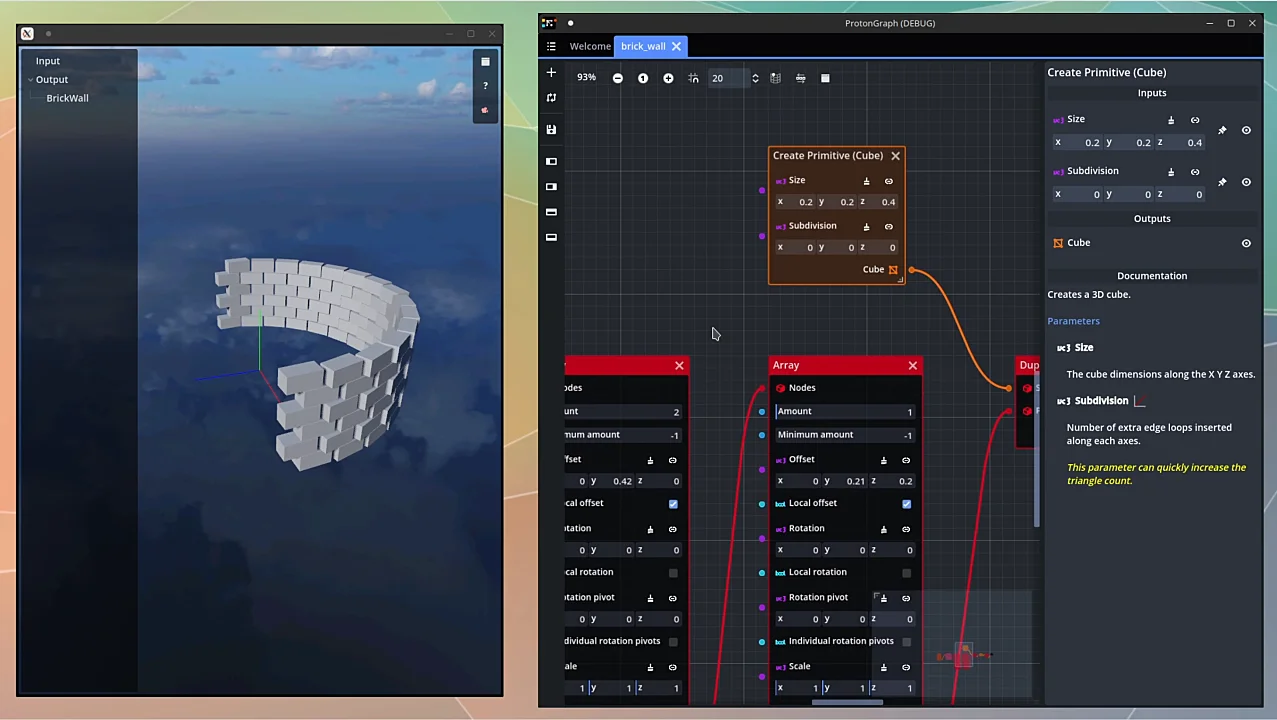 Input
Output
BrickWall
?
ProtonGraph (DEBUG)
Welcome
brick_wall
93%
20
Create Primitive (Cube)
Size
x 0.2 y 0.2 z 0.4
Subdivision
x 0 y 0 z 0
Cube
odes
unt 2
mum amount -1
fset
0 y 0.42 z 0
cal offset
tation
0 y 0 z 0
cal rotation
tation pivot
0 y 0 z 0
dividual rotation pivots
ale
1 y 1 z 1
Array
Nodes
Amount 1
Minimum amount -1
Offset
x 0 y 0.21 z 0.2
Local offset
Rotation
x 0 y 0 z 0
Local rotation
Rotation pivot
x 0 y 0 z 0
Individual rotation pivots
Scale
x 1 y 1 z 1
Dup
Create Primitive (Cube)
Inputs
Size
x 0.2 y 0.2 z 0.4
Subdivision
x 0 y 0 z 0
Outputs
Cube
Documentation
Creates a 3D cube.
Parameters
Size
The cube dimensions along the X Y Z axes.
Subdivision
Number of extra edge loops inserted
along each axes.
This parameter can quickly increase the
triangle count.